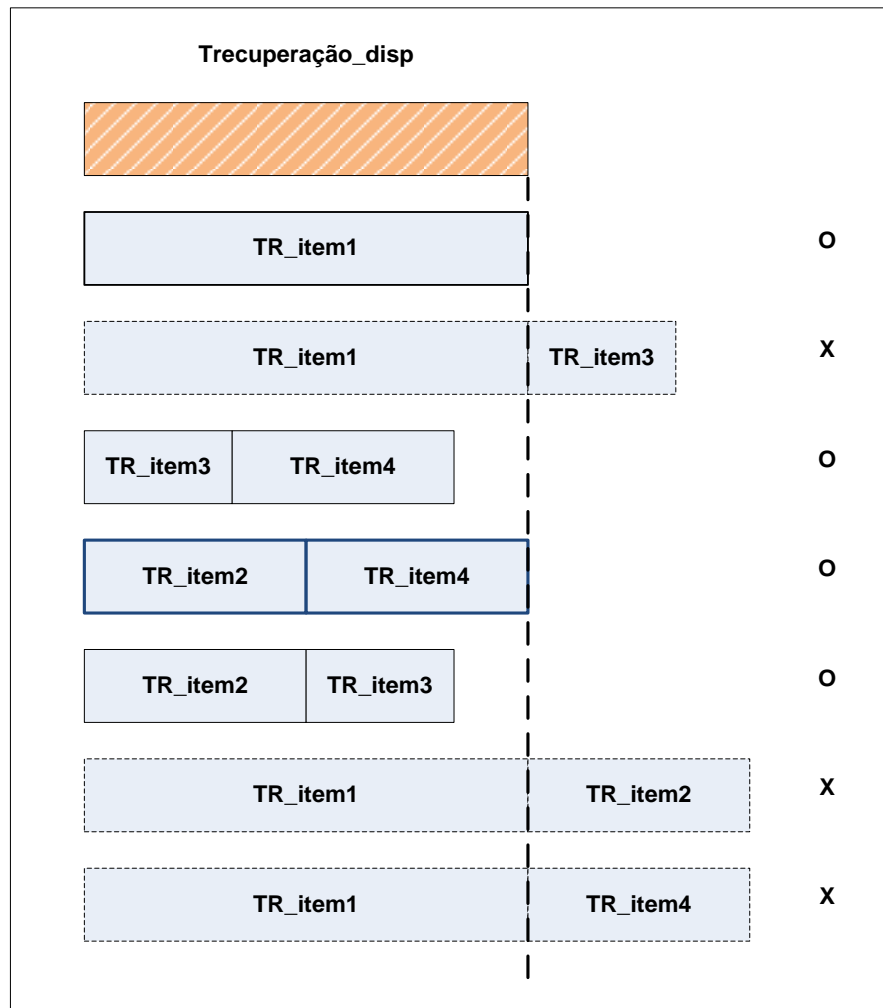 Trecuperação_disp
TR_item1 O
TR_item1 TR_item3 X
TR_item3 TR_item4 O
TR_item2 TR_item4 O
TR_item2 TR_item3 O
TR_item1 TR_item2 X
TR_item1 TR_item4 X